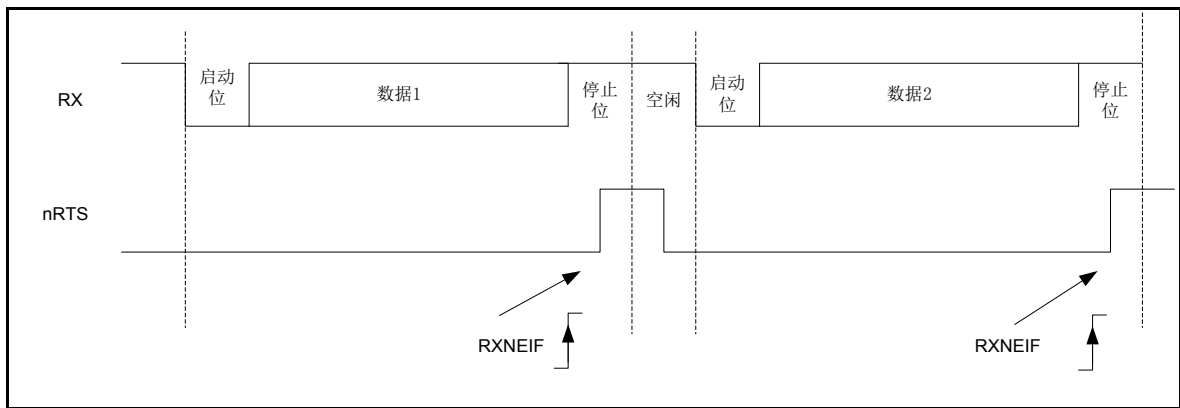 RX
启动
位
数据1
停止
位
空闲
启动
位
数据2
停止
位
nRTS
RXNEIF
RXNEIF